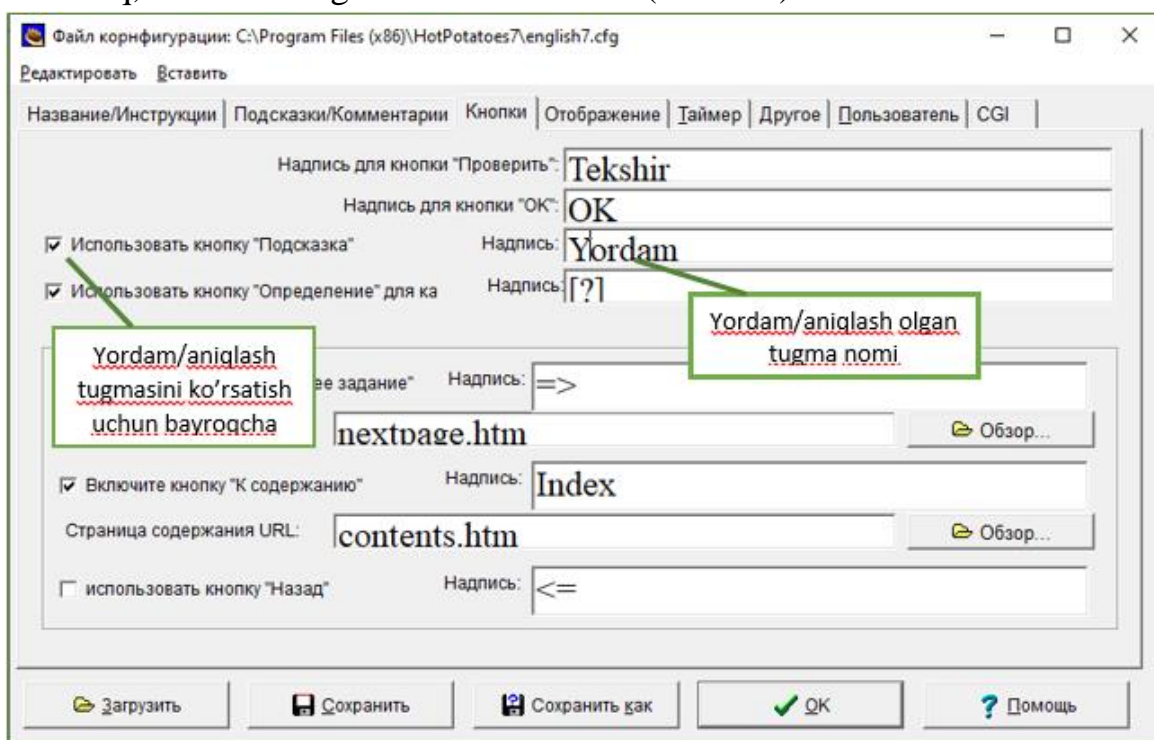 Файл корнфигурации: C:\Program Files (x86)\HotPotatoes7\english7.cfg
Редактировать Вставить
Название/Инструкции Подсказки/Комментарии Кнопки Отображение Таймер Другое Пользователь CGI
Надпись для кнопки "Проверить": Tekshir
Надпись для кнопки "OK": OK
Использовать кнопку "Подсказка" Надпись: Yordam
Использовать кнопку "Определение" для ка Надпись: [?]
Yordam/aniqlash olgan
tugma nomi
Yordam/aniqlash
tugmasini ko'rsatish
uchun bayroqcha
ее задание" Надпись: =>
nextpage.htm Обзор...
Включите кнопку "К содержанию" Надпись: Index
Страница содержания URL: contents.htm Обзор...
использовать кнопку "Назад" Надпись: <=
Загрузить Сохранить Сохранить как OK Помощь